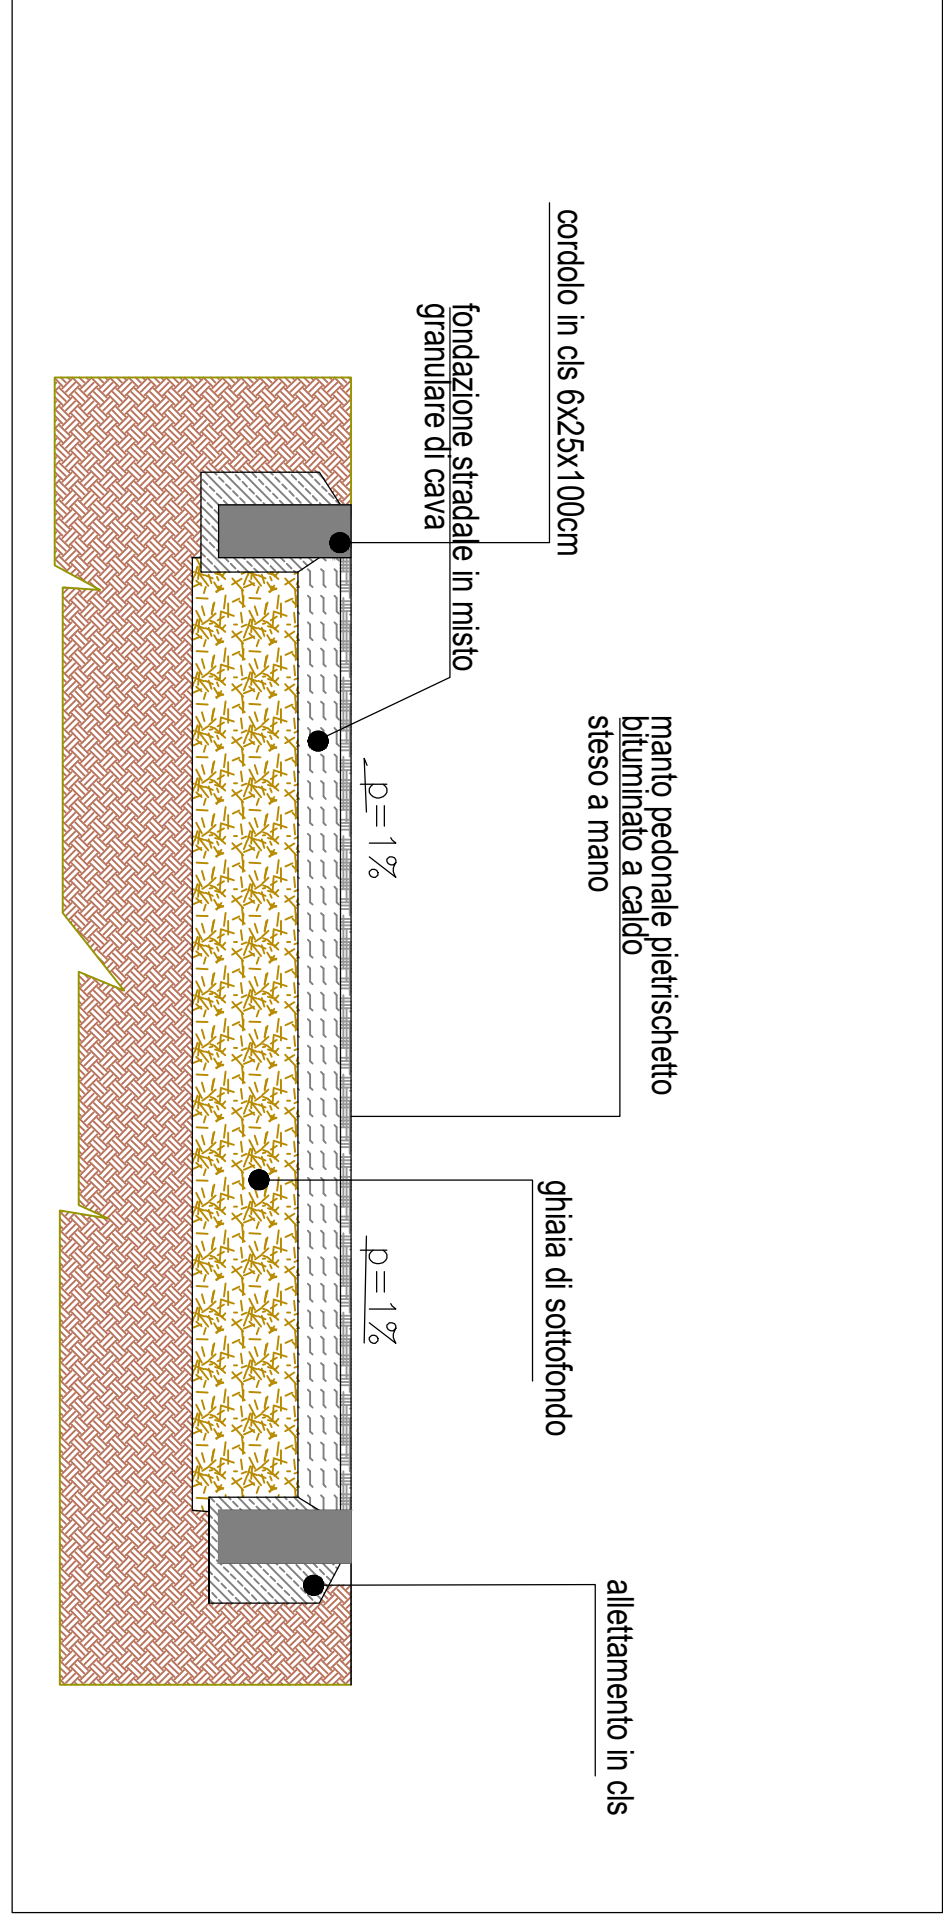 cordolo in cls 6x25x100cm
fondazione stradale in misto
granulare di cava
manto pedonale pietrischetto
bituminato a caldo
steso a mano
ghiaia di sottofondo
allettamento in cls
p=1%
p=1%